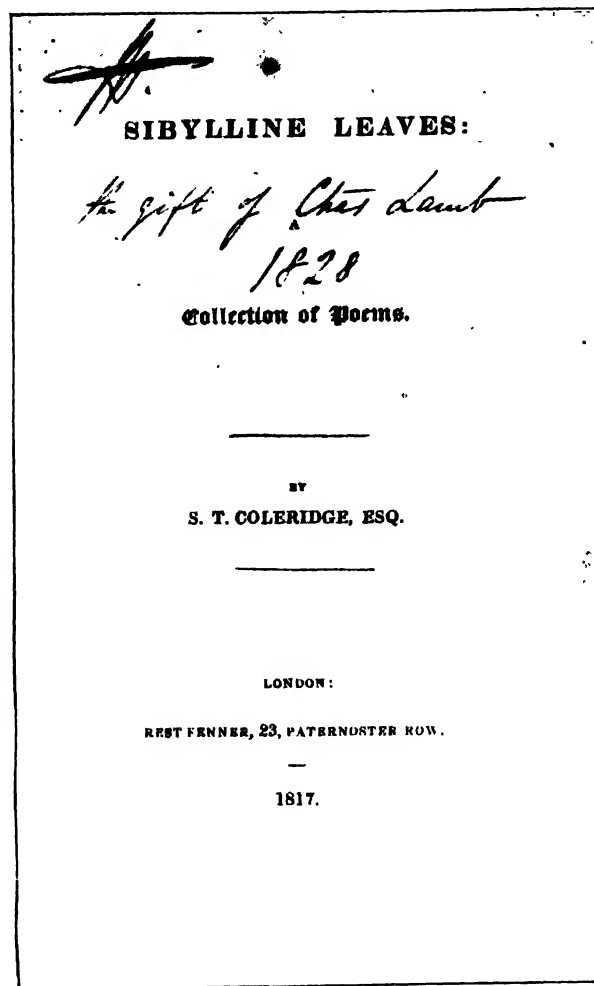 SIBYLLINE LEAVES:
the gift of Chas Lamb
A
1828
Collection of Poems.
BY
S. T. COLERIDGE, ESQ.
LONDON:
REST FENNER, 23, PATERNOSTER ROW.
1817.